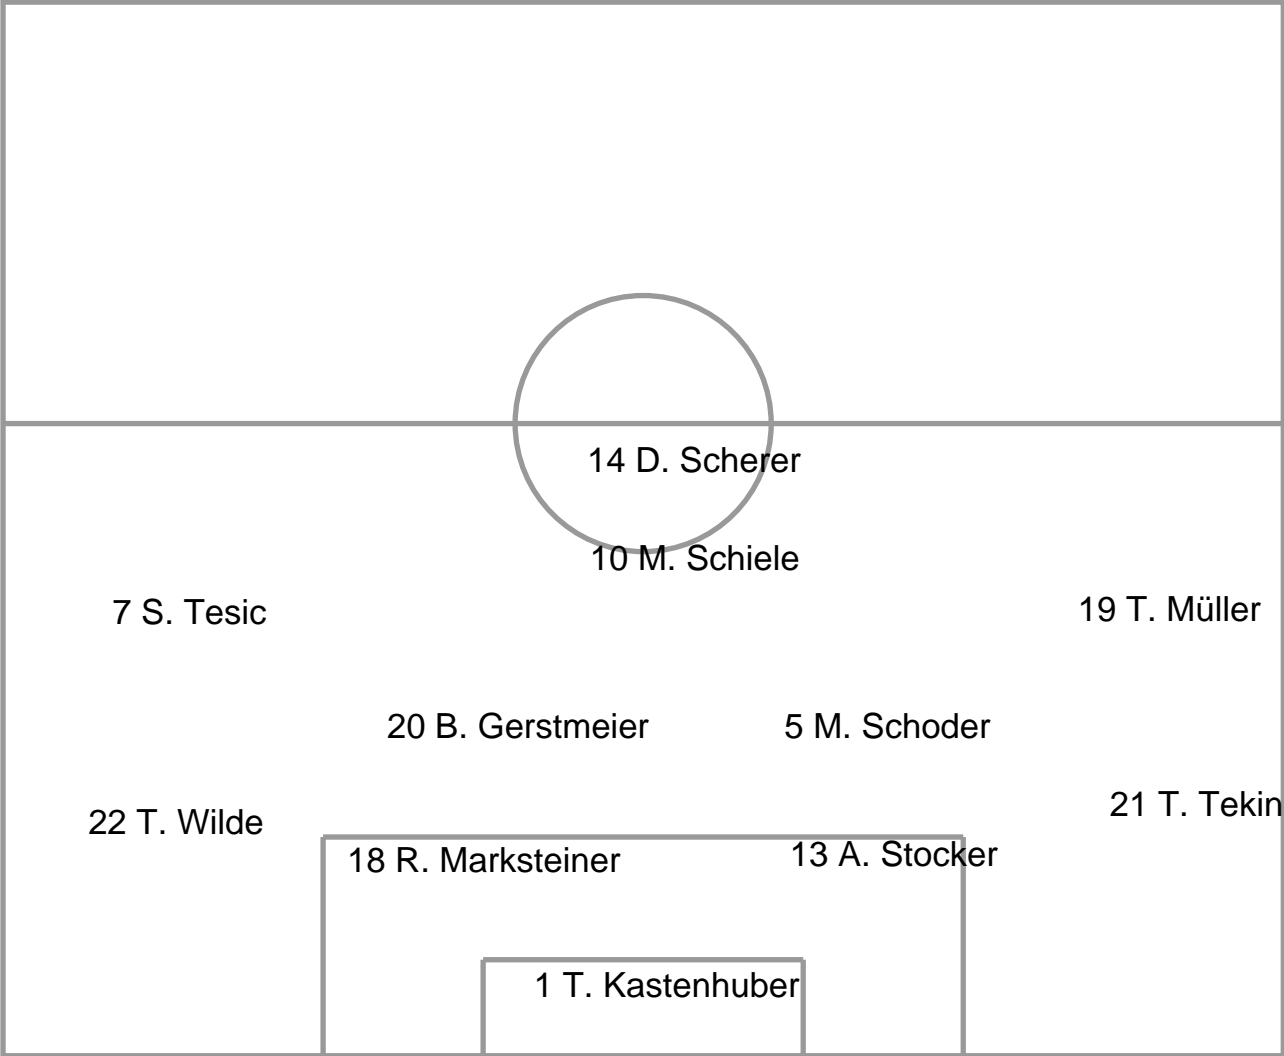 14 D. Scherer
10 M. Schiele
7 S. Tesic
19 T. Müller
20 B. Gerstmeier
5 M. Schoder
22 T. Wilde
21 T. Tekin
18 R. Marksteiner
13 A. Stocker
1 T. Kastenhuber